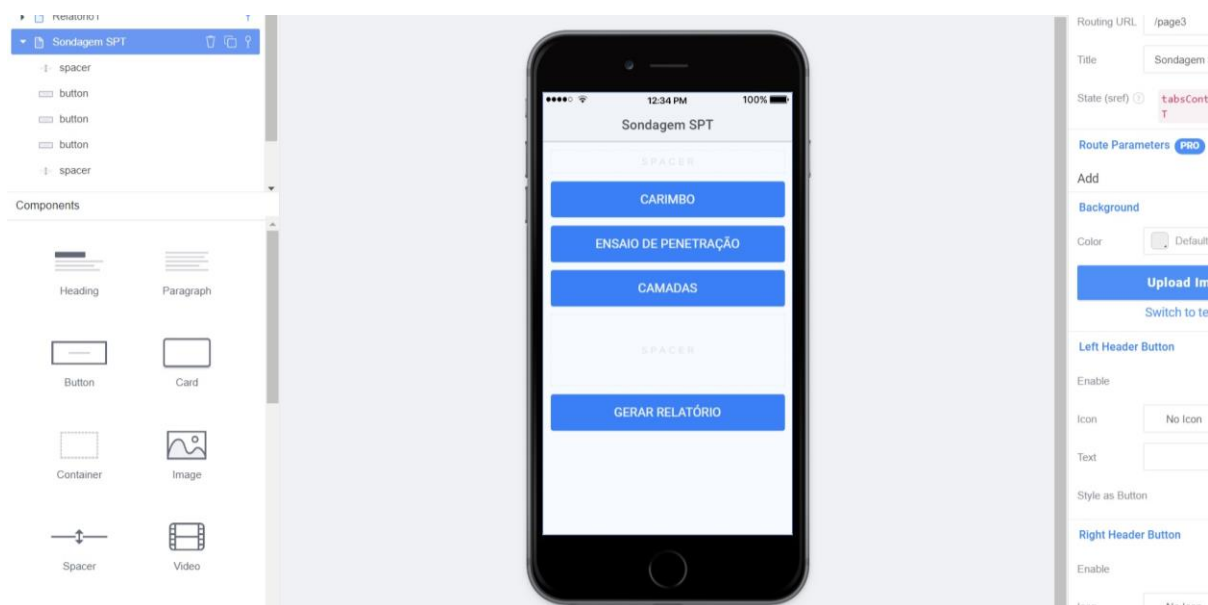 Relatorio1
Sondagem SPT
spacer
button
button
button
spacer
Components
Heading
Paragraph
Button
Card
Container
Image
Spacer
Video
12:34 PM
100%
Sondagem SPT
SPACER
CARIMBO
ENSAIO DE PENETRAÇÃO
CAMADAS
SPACER
GERAR RELATÓRIO
Routing URL /page3
Title Sondagem
State (sref) ? tabsCont
T
Route Parameters PRO
Add
Background
Color Default
Upload Im
Switch to te
Left Header Button
Enable
Icon No Icon
Text
Style as Button
Right Header Button
Enable